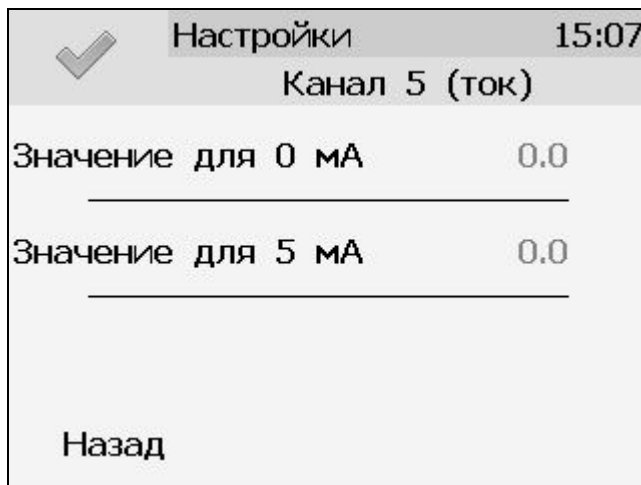 Настройки 15:07
Канал 5 (ток)
Значение для 0 мА 0.0
Значение для 5 мА 0.0
Назад